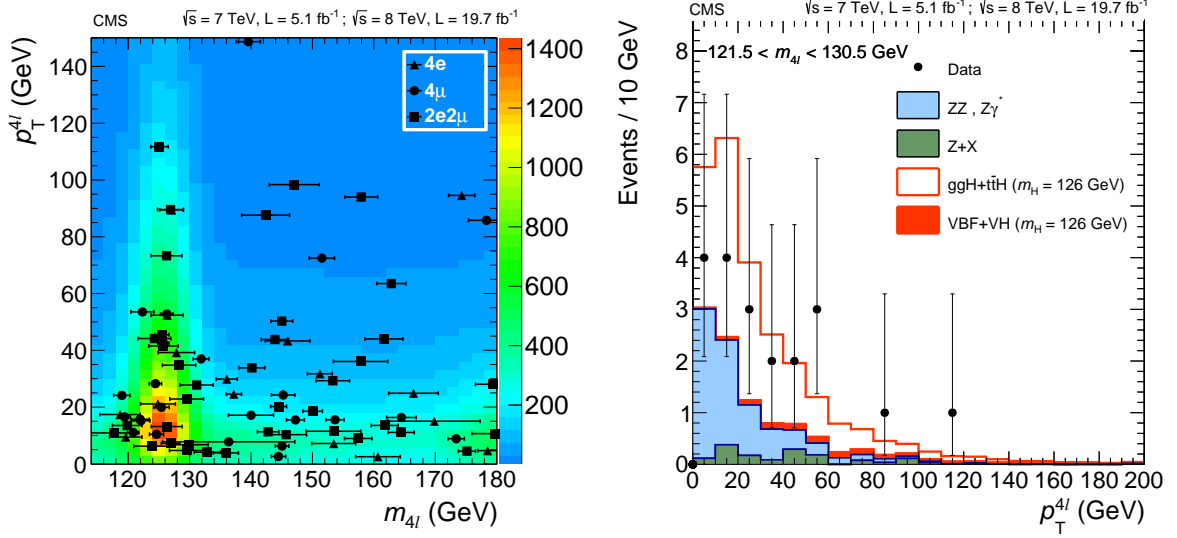 CMS √s = 7 TeV, L = 5.1 fb⁻¹ ; √s = 8 TeV, L = 19.7 fb⁻¹
p_T^{4l} (GeV)
140
120
100
80
60
40
20
0
4e
4μ
2e2μ
1400
1200
1000
800
600
400
200
120 130 140 150 160 170 180
m_{4l} (GeV)
CMS √s = 7 TeV, L = 5.1 fb⁻¹ ; √s = 8 TeV, L = 19.7 fb⁻¹
Events / 10 GeV
8
7
6
5
4
3
2
1
0
121.5 < m_{4l} < 130.5 GeV
Data
ZZ , Zγ*
Z+X
ggH+tt̄H (m_H = 126 GeV)
VBF+VH (m_H = 126 GeV)
0 20 40 60 80 100 120 140 160 180 200
p_T^{4l} (GeV)